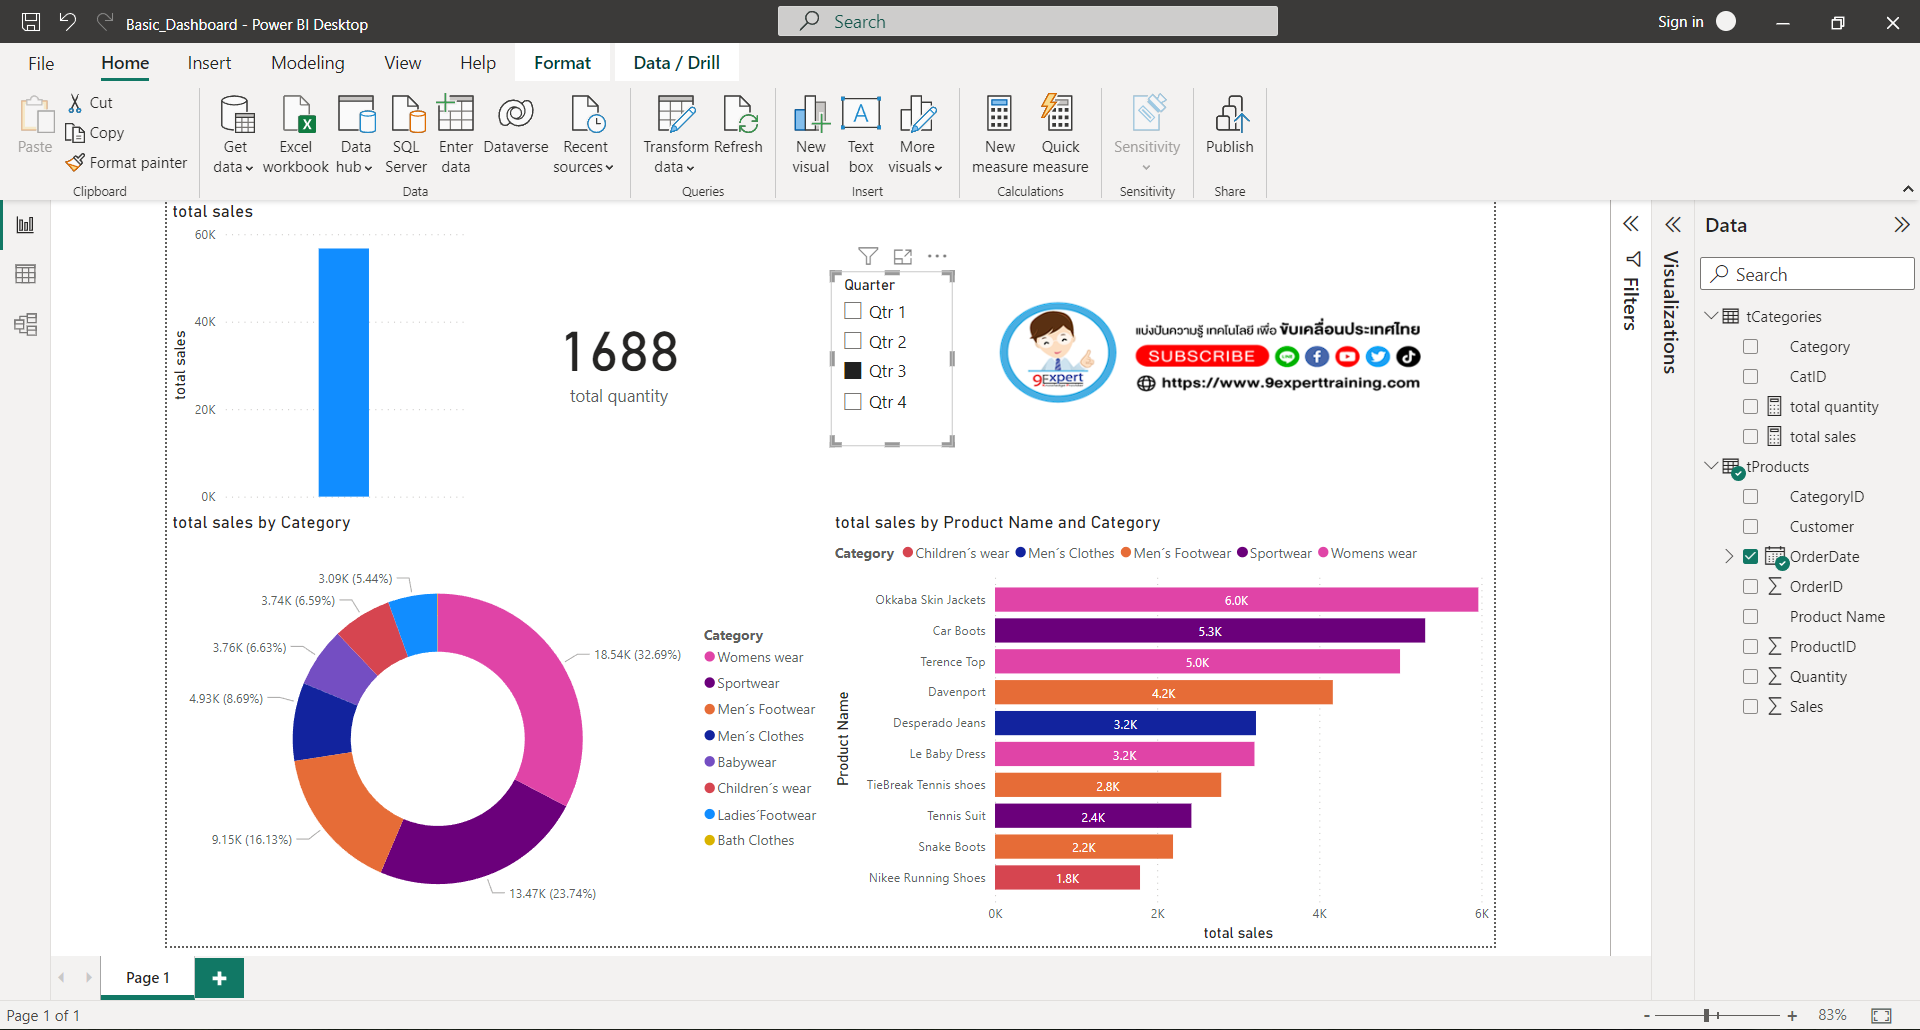 Basic_Dashboard - Power BI Desktop
Search
Sign in
File
Home
Insert
Modeling
View
Help
Format
Data / Drill
Paste
Cut
Copy
Format painter
Clipboard
Get data
Excel workbook
Data hub
SQL Server
Enter data
Dataverse
Recent sources
Data
Transform data
Refresh
Queries
New visual
Text box
More visuals
Insert
New measure
Quick measure
Calculations
Sensitivity
Sensitivity
Publish
Share
total sales
60K
40K
20K
0K
total sales
1688
total quantity
Quarter
Qtr 1
Qtr 2
Qtr 3
Qtr 4
9Expert
แบ่งปันความรู้ เทคโนโลยี เพื่อ ขับเคลื่อนประเทศไทย
SUBSCRIBE
https://www.9experttraining.com
total sales by Category
3.09K (5.44%)
3.74K (6.59%)
3.76K (6.63%)
4.93K (8.69%)
9.15K (16.13%)
13.47K (23.74%)
18.54K (32.69%)
Category
Womens wear
Sportwear
Men´s Footwear
Men´s Clothes
Babywear
Children´s wear
Ladies´Footwear
Bath Clothes
total sales by Product Name and Category
Category Children´s wear Men´s Clothes Men´s Footwear Sportwear Womens wear
Product Name
Okkaba Skin Jackets 6.0K
Car Boots 5.3K
Terence Top 5.0K
Davenport 4.2K
Desperado Jeans 3.2K
Le Baby Dress 3.2K
TieBreak Tennis shoes 2.8K
Tennis Suit 2.4K
Snake Boots 2.2K
Nikee Running Shoes 1.8K
0K 2K 4K 6K
total sales
Filters
Visualizations
Data
Search
tCategories
Category
CatID
total quantity
total sales
tProducts
CategoryID
Customer
OrderDate
OrderID
Product Name
ProductID
Quantity
Sales
Page 1
Page 1 of 1
83%